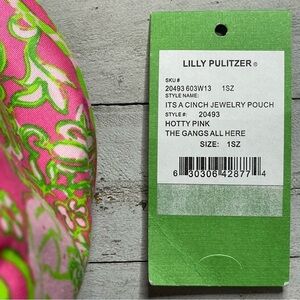 LILLY PULITZER ®
SKU #
20493 603W13 1SZ
STYLE NAME:
ITS A CINCH JEWELRY POUCH
STYLE #: 20493
HOTTY PINK
THE GANGS ALL HERE
SIZE: 1SZ
6 30306 42877 4